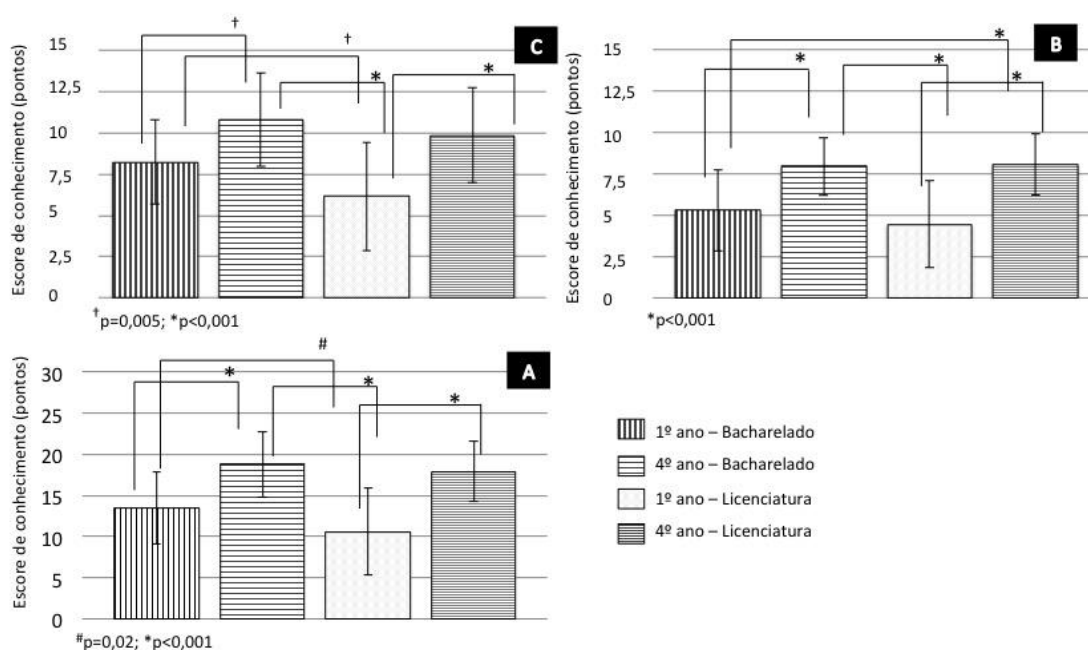 C
Escore de conhecimento (pontos)
15
12,5
10
7,5
5
2,5
0
†
†
*
*
†p=0,005; *p<0,001
B
Escore de conhecimento (pontos)
15
12,5
10
7,5
5
2,5
0
*
*
*
*
*p<0,001
A
Escore de conhecimento (pontos)
30
25
20
15
10
5
0
#
*
*
*
#p=0,02; *p<0,001
1º ano – Bacharelado
4º ano – Bacharelado
1º ano – Licenciatura
4º ano – Licenciatura